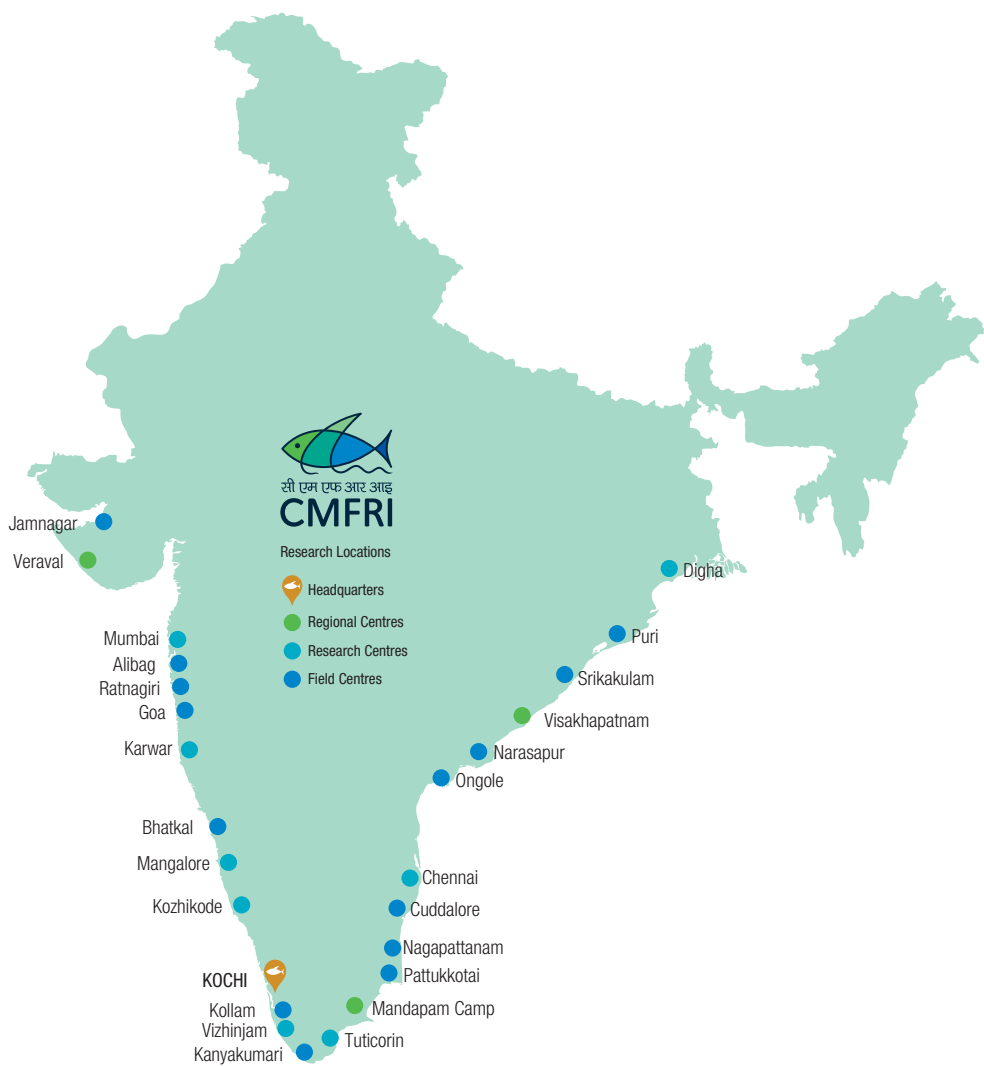 सी एम एफ आर आइ
CMFRI
Research Locations
Headquarters
Regional Centres
Research Centres
Field Centres
Jamnagar
Veraval
Mumbai
Alibag
Ratnagiri
Goa
Karwar
Bhatkal
Mangalore
Kozhikode
KOCHI
Kollam
Vizhinjam
Kanyakumari
Digha
Puri
Srikakulam
Visakhapatnam
Narasapur
Ongole
Chennai
Cuddalore
Nagapattanam
Pattukkotai
Mandapam Camp
Tuticorin